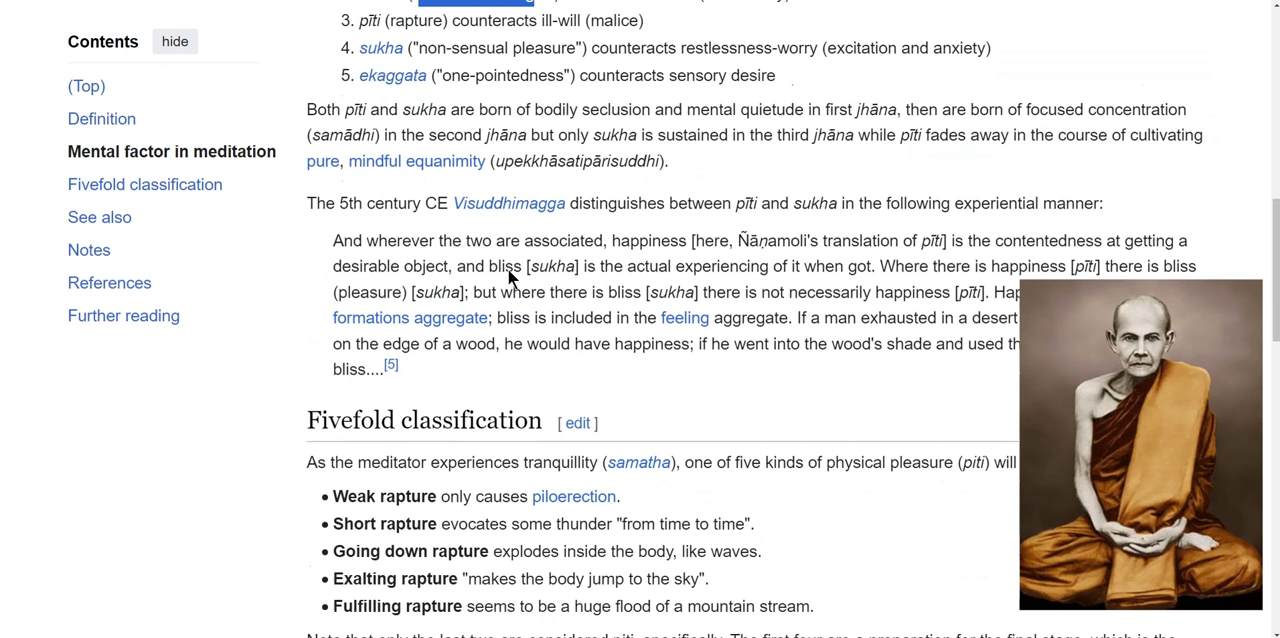 Contents hide
(Top)
Definition
Mental factor in meditation
Fivefold classification
See also
Notes
References
Further reading
3. pīti (rapture) counteracts ill-will (malice)
4. sukha ("non-sensual pleasure") counteracts restlessness-worry (excitation and anxiety)
5. ekaggata ("one-pointedness") counteracts sensory desire
Both pīti and sukha are born of bodily seclusion and mental quietude in first jhāna, then are born of focused concentration
(samādhi) in the second jhāna but only sukha is sustained in the third jhāna while pīti fades away in the course of cultivating
pure, mindful equanimity (upekkhāsatipārisuddhi).
The 5th century CE Visuddhimagga distinguishes between pīti and sukha in the following experiential manner:
And wherever the two are associated, happiness [here, Ñāṇamoli's translation of pīti] is the contentedness at getting a
desirable object, and bliss [sukha] is the actual experiencing of it when got. Where there is happiness [pīti] there is bliss
(pleasure) [sukha]; but where there is bliss [sukha] there is not necessarily happiness [pīti].
formations aggregate; bliss is included in the feeling aggregate. If a man exhausted in a desert
on the edge of a wood, he would have happiness; if he went into the wood's shade and used
bliss....[5]
Fivefold classification [ edit ]
As the meditator experiences tranquillity (samatha), one of five kinds of physical pleasure (piti) will
• Weak rapture only causes piloerection.
• Short rapture evocates some thunder "from time to time".
• Going down rapture explodes inside the body, like waves.
• Exalting rapture "makes the body jump to the sky".
• Fulfilling rapture seems to be a huge flood of a mountain stream.